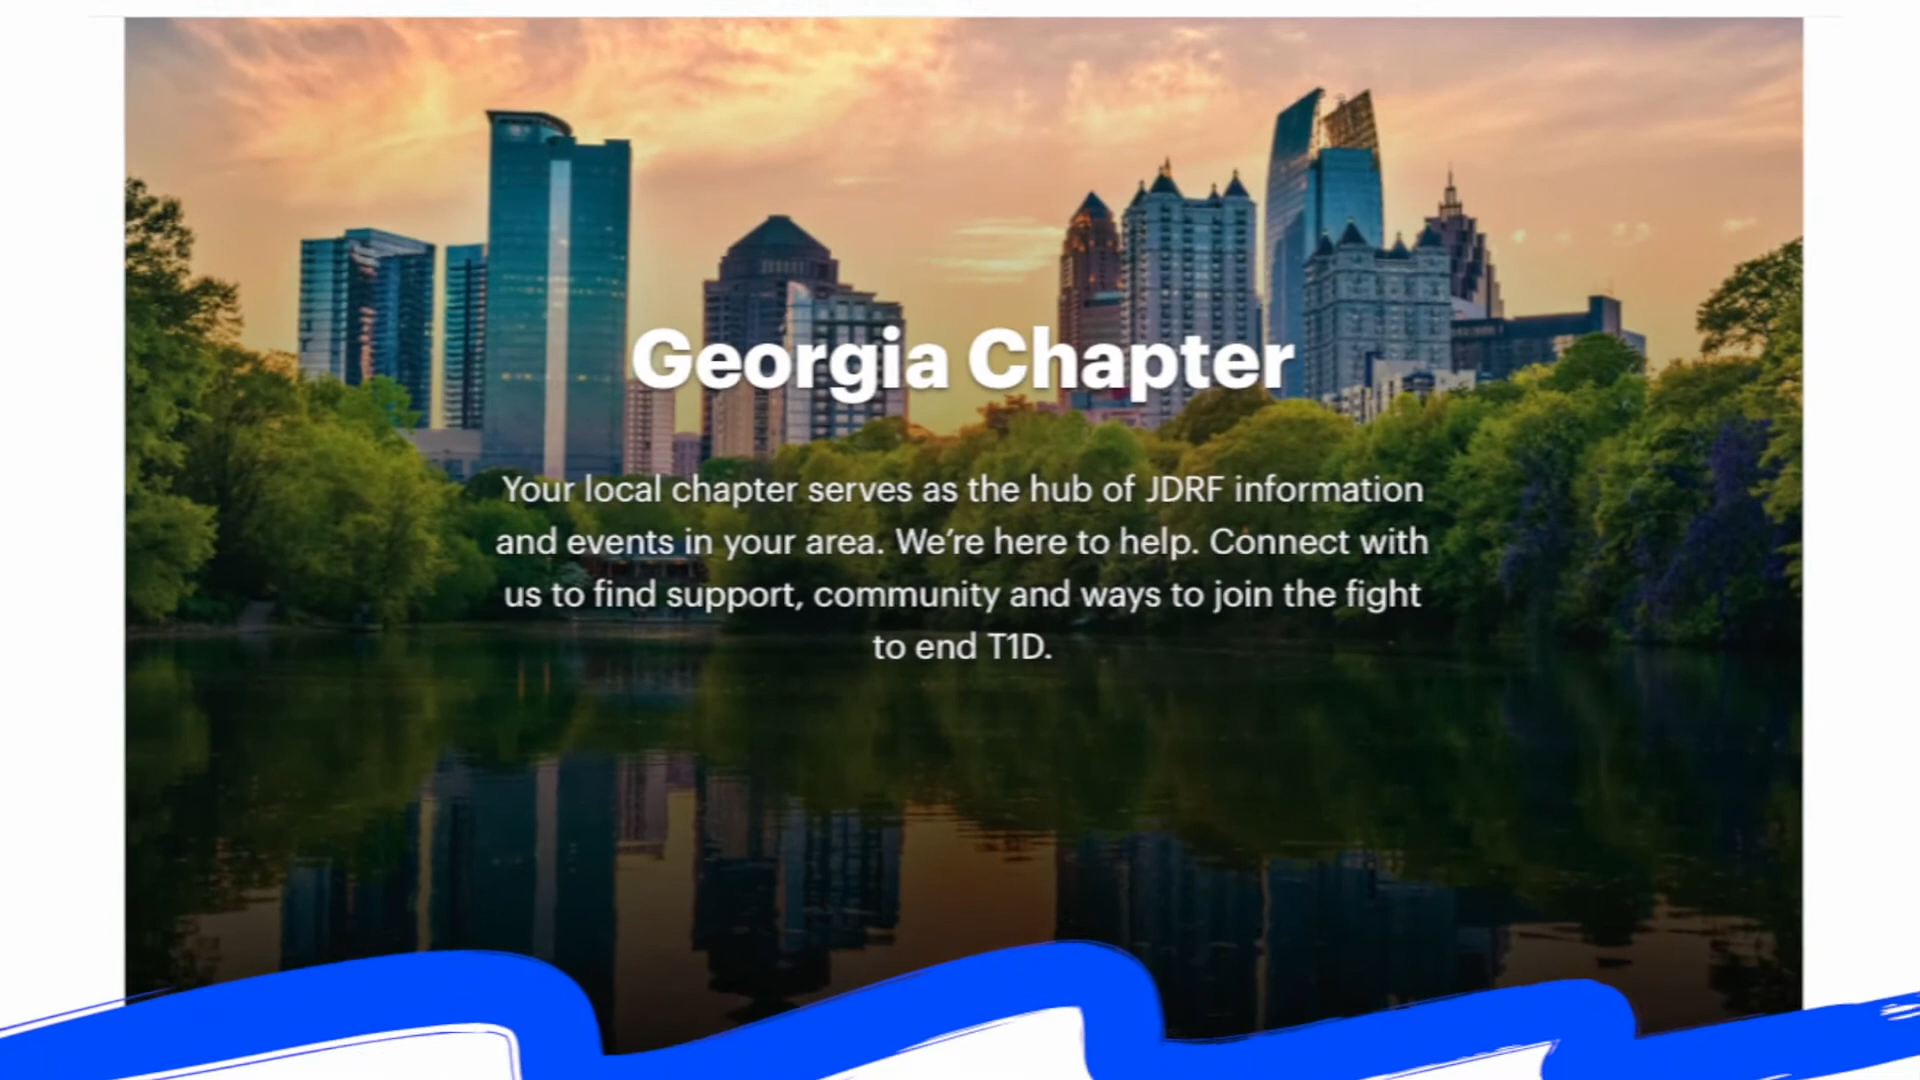 Georgia Chapter
Your local chapter serves as the hub of JDRF information
and events in your area. We’re here to help. Connect with
us to find support, community and ways to join the fight
to end T1D.